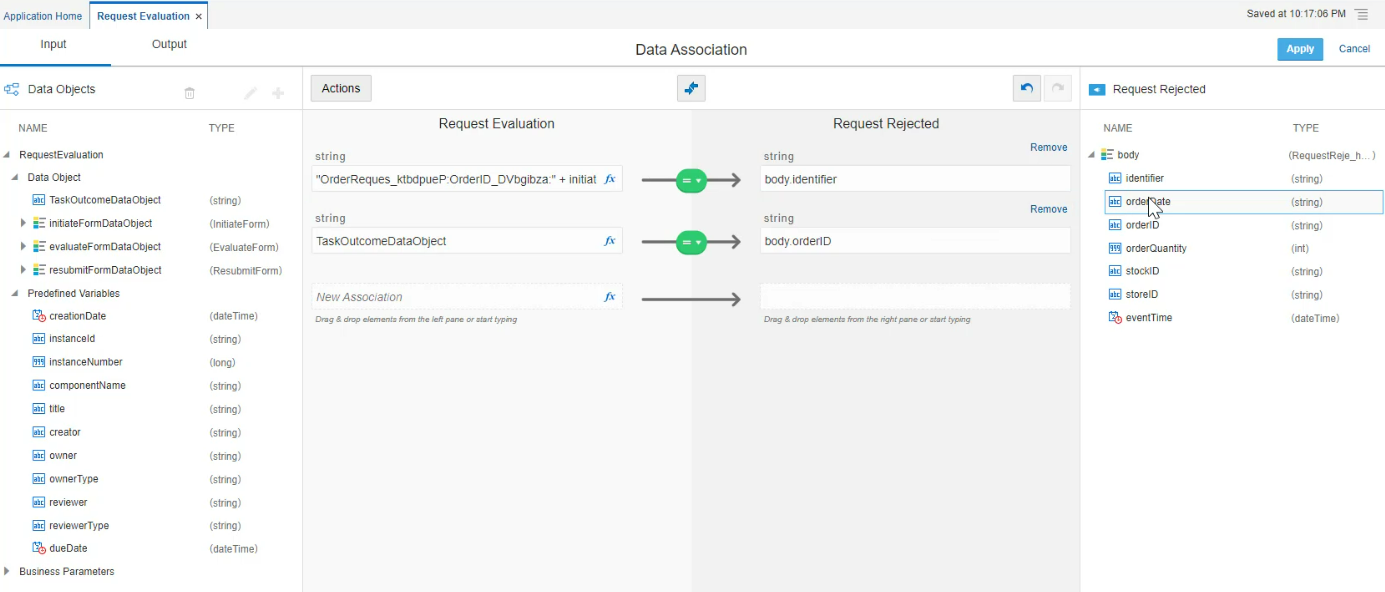 Application Home
Request Evaluation ×
Saved at 10:17:06 PM
Input
Output
Data Association
Apply
Cancel
Data Objects
Actions
Request Rejected
NAME TYPE
RequestEvaluation
Data Object
TaskOutcomeDataObject (string)
initiateFormDataObject (InitiateForm)
evaluateFormDataObject (EvaluateForm)
resubmitFormDataObject (ResubmitForm)
Predefined Variables
creationDate (dateTime)
instanceId (string)
instanceNumber (long)
componentName (string)
title (string)
creator (string)
owner (string)
ownerType (string)
reviewer (string)
reviewerType (string)
dueDate (dateTime)
Business Parameters
Request Evaluation
Request Rejected
Remove
string
string
"OrderReques_ktbdpueP:OrderID_DVbgibza:" + initiat fx
=
body.identifier
Remove
string
string
TaskOutcomeDataObject fx
=
body.orderID
New Association fx
Drag & drop elements from the left pane or start typing
Drag & drop elements from the right pane or start typing
NAME TYPE
body (RequestReje_h... )
identifier (string)
orderDate (string)
orderID (string)
orderQuantity (int)
stockID (string)
storeID (string)
eventTime (dateTime)